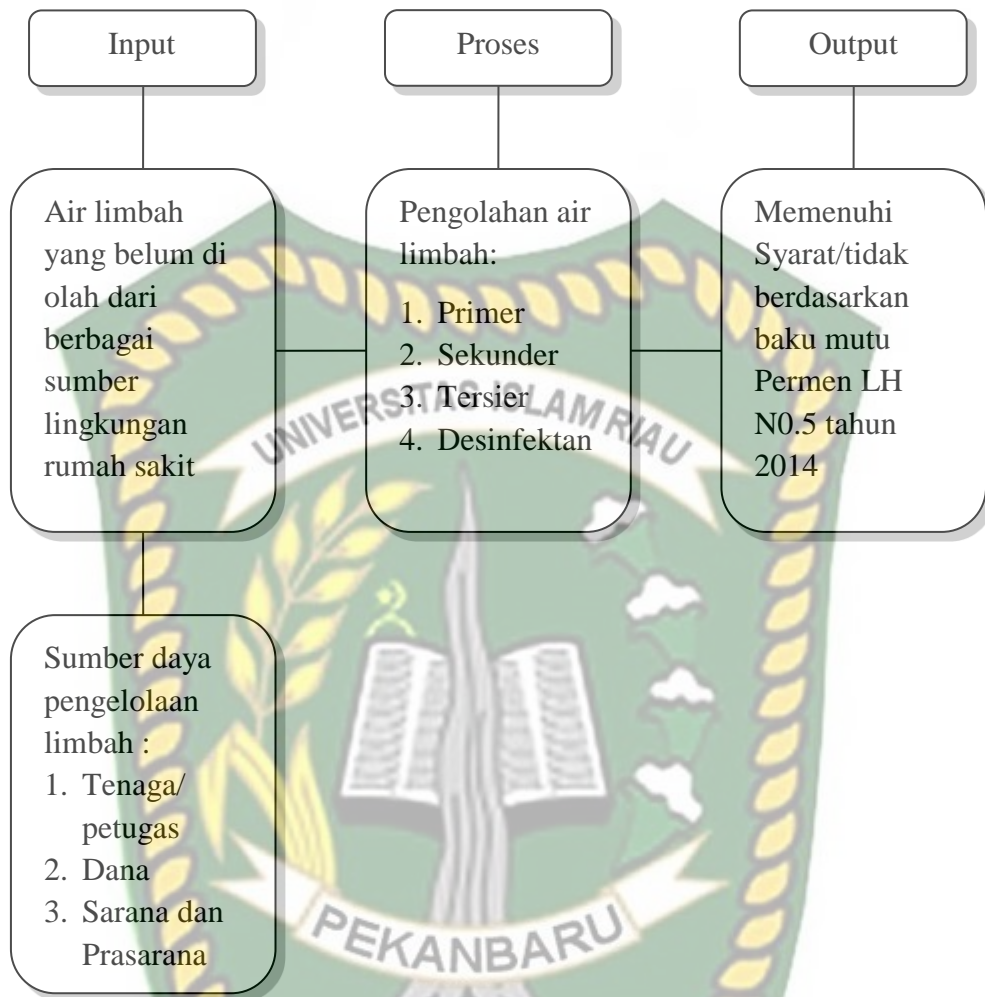 Input
Proses
Output
Air limbah
yang belum di
olah dari
berbagai
sumber
lingkungan
rumah sakit
Pengolahan air
limbah:
1. Primer
2. Sekunder
3. Tersier
4. Desinfektan
Memenuhi
Syarat/tidak
berdasarkan
baku mutu
Permen LH
N0.5 tahun
2014
UNIVERSITAS ISLAM RIAU
Sumber daya
pengelolaan
limbah :
1. Tenaga/
petugas
2. Dana
3. Sarana dan
Prasarana
PEKANBARU